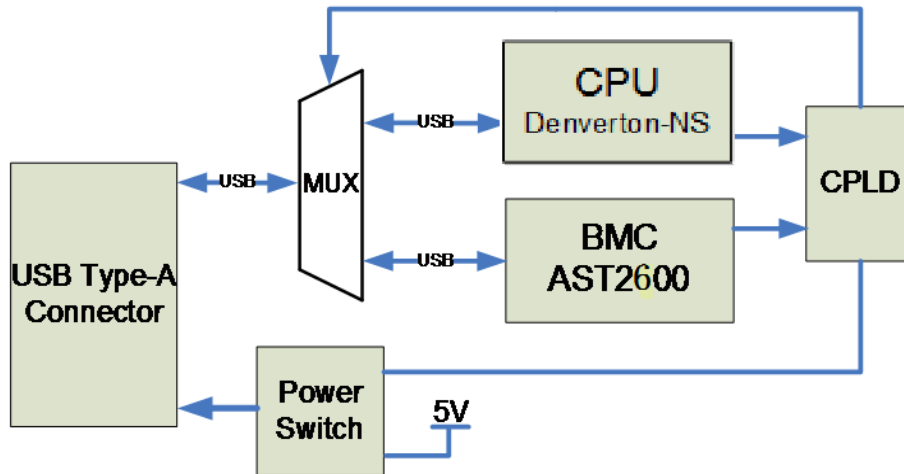 CPU
Denverton-NS
USB
CPLD
USB
MUX
USB Type-A
Connector
BMC
AST2600
USB
Power
Switch
5V